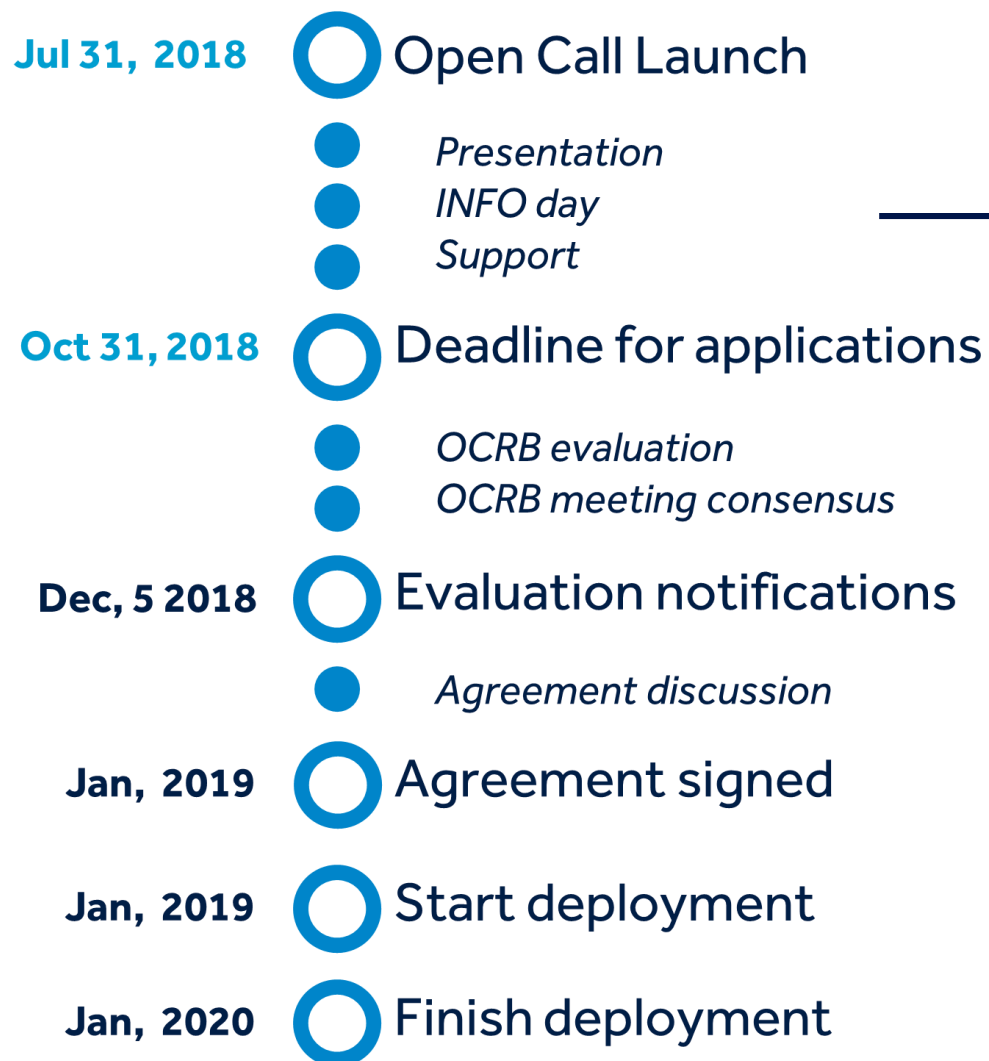 Jul 31, 2018 Open Call Launch
Presentation
INFO day
Support
Oct 31, 2018 Deadline for applications
OCRB evaluation
OCRB meeting consensus
Dec, 5 2018 Evaluation notifications
Agreement discussion
Jan, 2019 Agreement signed
Jan, 2019 Start deployment
Jan, 2020 Finish deployment